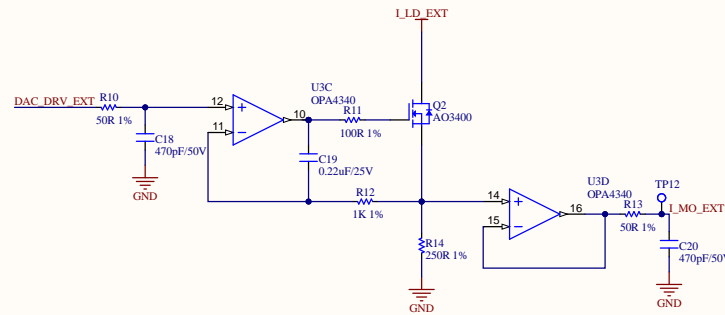 I_LD_EXT
DAC_DRV_EXT
R10
50R 1%
C18
470pF/50V
GND
12
11
10
U3C
OPA4340
R11
100R 1%
Q2
AO3400
C19
0.22uF/25V
R12
1K 1%
R14
250R 1%
GND
14
15
16
U3D
OPA4340
R13
50R 1%
TP12
I_MO_EXT
C20
470pF/50V
GND